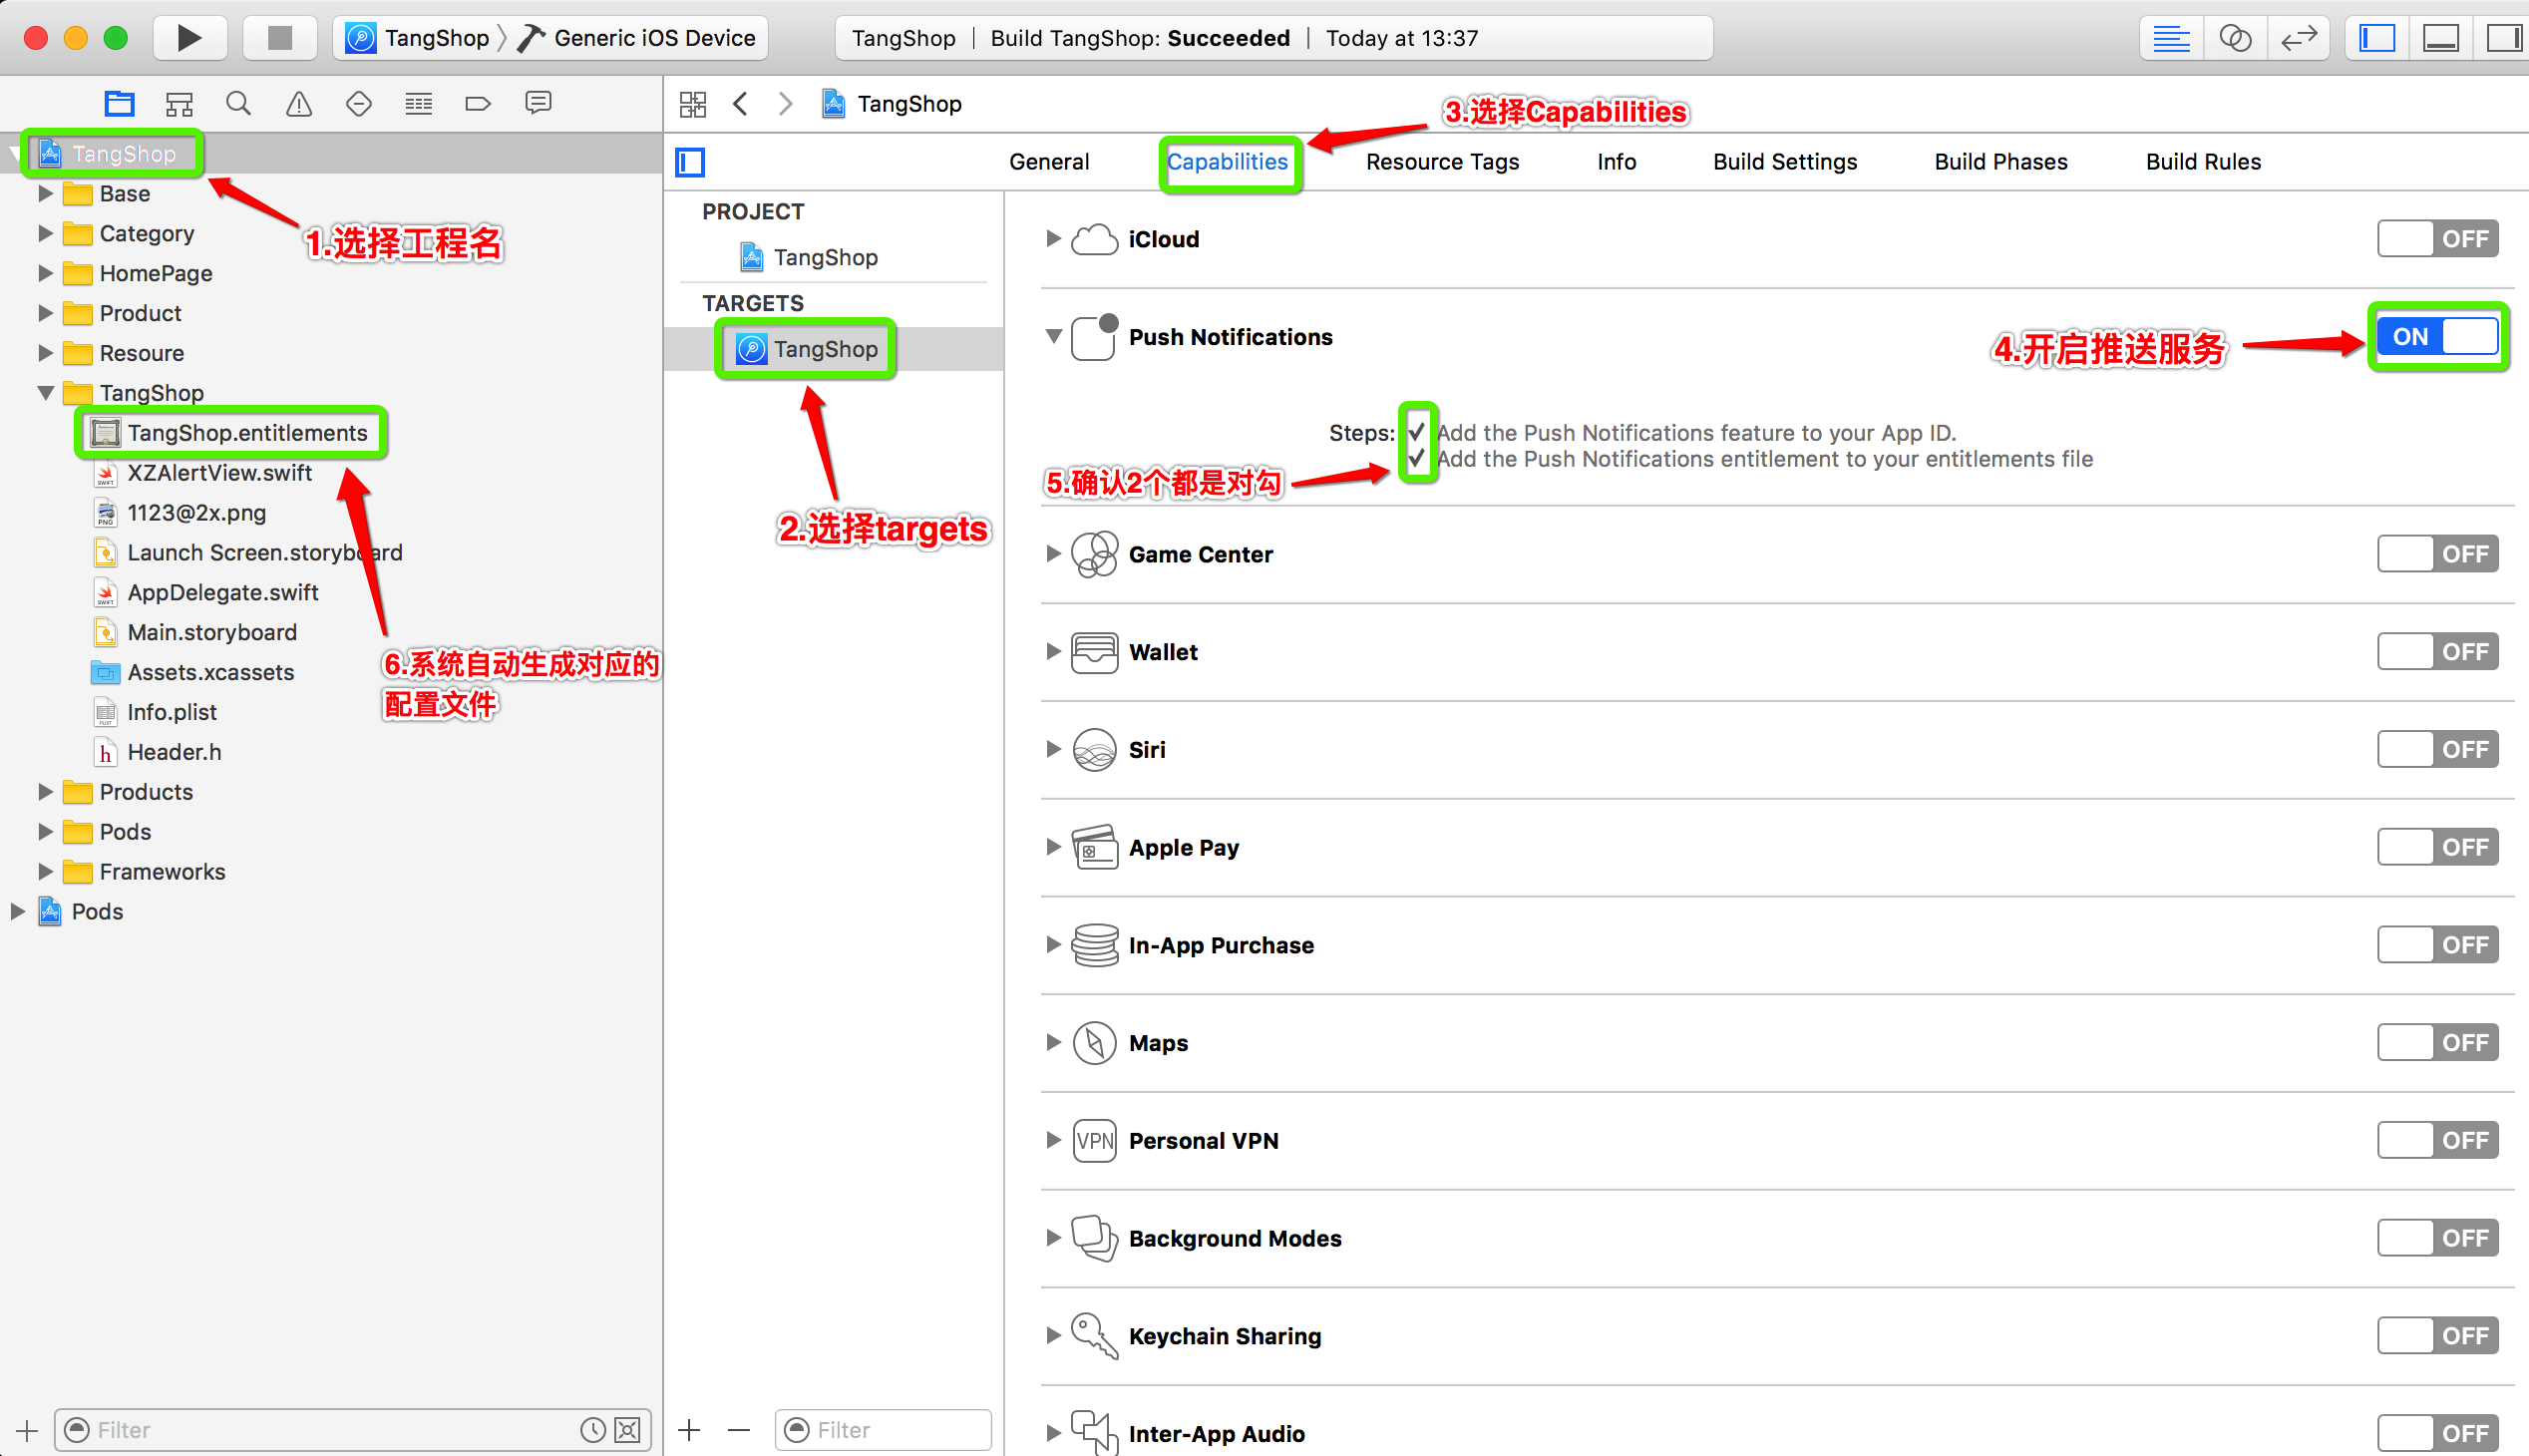 TangShop
Generic iOS Device
TangShop | Build TangShop: Succeeded | Today at 13:37
TangShop
3.选择Capabilities
TangShop
Base
Category
HomePage
Product
Resoure
TangShop
TangShop.entitlements
XZAlertView.swift
1123@2x.png
Launch Screen.storyboard
AppDelegate.swift
Main.storyboard
Assets.xcassets
Info.plist
Header.h
Products
Pods
Frameworks
Pods
1.选择工程名
6.系统自动生成对应的
配置文件
Filter
General
Capabilities
Resource Tags
Info
Build Settings
Build Phases
Build Rules
PROJECT
TangShop
TARGETS
TangShop
2.选择targets
Filter
iCloud
OFF
Push Notifications
4.开启推送服务
ON
Steps: ✓ Add the Push Notifications feature to your App ID.
✓ Add the Push Notifications entitlement to your entitlements file
5.确认2个都是对勾
Game Center
OFF
Wallet
OFF
Siri
OFF
Apple Pay
OFF
In-App Purchase
OFF
Maps
OFF
VPN
Personal VPN
OFF
Background Modes
OFF
Keychain Sharing
OFF
Inter-App Audio
OFF